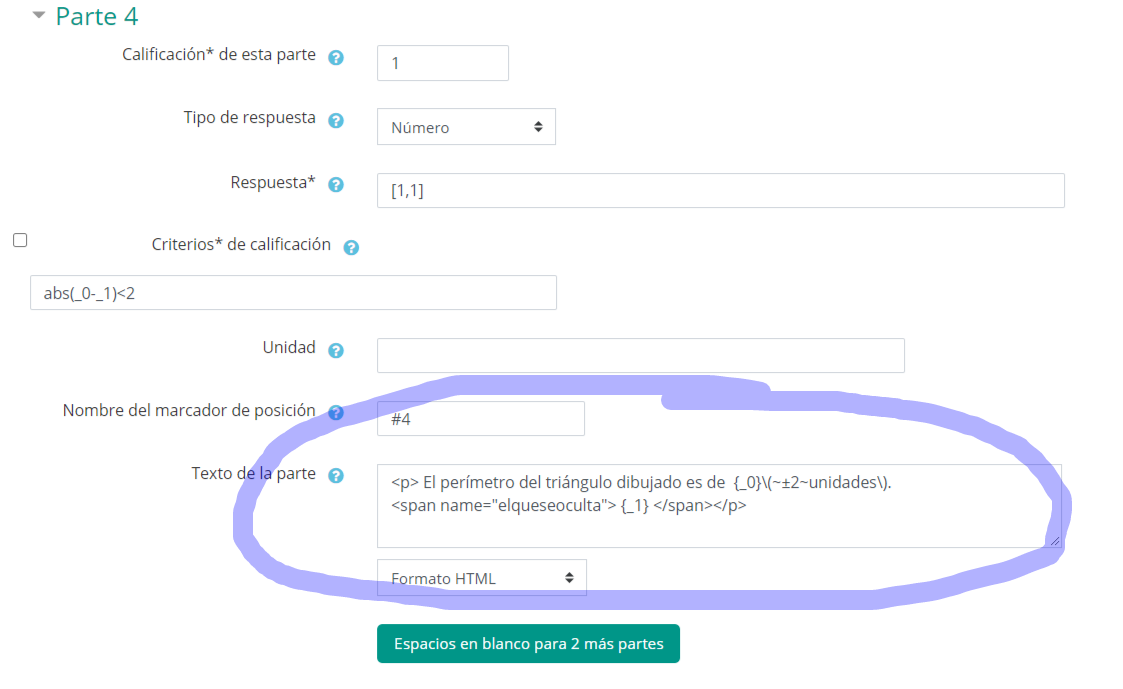 Parte 4
Calificación* de esta parte
1
Tipo de respuesta
Número
Respuesta*
[1,1]
Criterios* de calificación
abs(_0-_1)<2
Unidad
Nombre del marcador de posición
#4
Texto de la parte
<p> El perímetro del triángulo dibujado es de  {_0}\(~±2~unidades\).
<span name="elqueseoculta"> {_1} </span></p>
Formato HTML
Espacios en blanco para 2 más partes